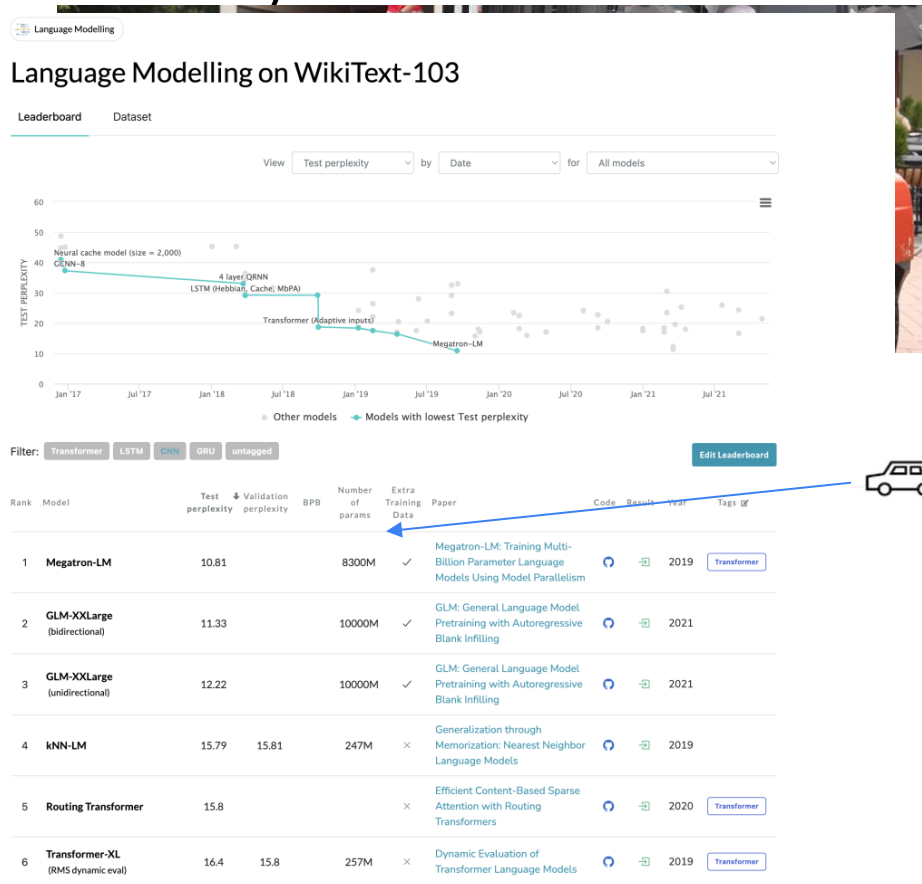 Language Modelling
Language Modelling on WikiText-103
Leaderboard Dataset
View Test perplexity by Date for All models
60
50
40
30
20
10
0
TEST PERPLEXITY
Neural cache model (size = 2,000)
GCNN-8
4 layer QRNN
LSTM (Hebbian, Cache, MbPA)
Transformer (Adaptive inputs)
Megatron-LM
Jan '17 Jul '17 Jan '18 Jul '18 Jan '19 Jul '19 Jan '20 Jul '20 Jan '21 Jul '21
Other models Models with lowest Test perplexity
Filter: Transformer LSTM CNN GRU untagged Edit Leaderboard
Rank Model Test perplexity Validation perplexity BPB Number of params Extra Training Data Paper Code Result Year Tags
1 Megatron-LM 10.81 8300M ✓ Megatron-LM: Training Multi-
Billion Parameter Language
Models Using Model Parallelism 2019 Transformer
2 GLM-XXLarge
(bidirectional) 11.33 10000M ✓ GLM: General Language Model
Pretraining with Autoregressive
Blank Infilling 2021
3 GLM-XXLarge
(unidirectional) 12.22 10000M ✓ GLM: General Language Model
Pretraining with Autoregressive
Blank Infilling 2021
4 kNN-LM 15.79 15.81 247M × Generalization through
Memorization: Nearest Neighbor
Language Models 2019
5 Routing Transformer 15.8 × Efficient Content-Based Sparse
Attention with Routing
Transformers 2020 Transformer
6 Transformer-XL
(RMS dynamic eval) 16.4 15.8 257M × Dynamic Evaluation of
Transformer Language Models 2019 Transformer